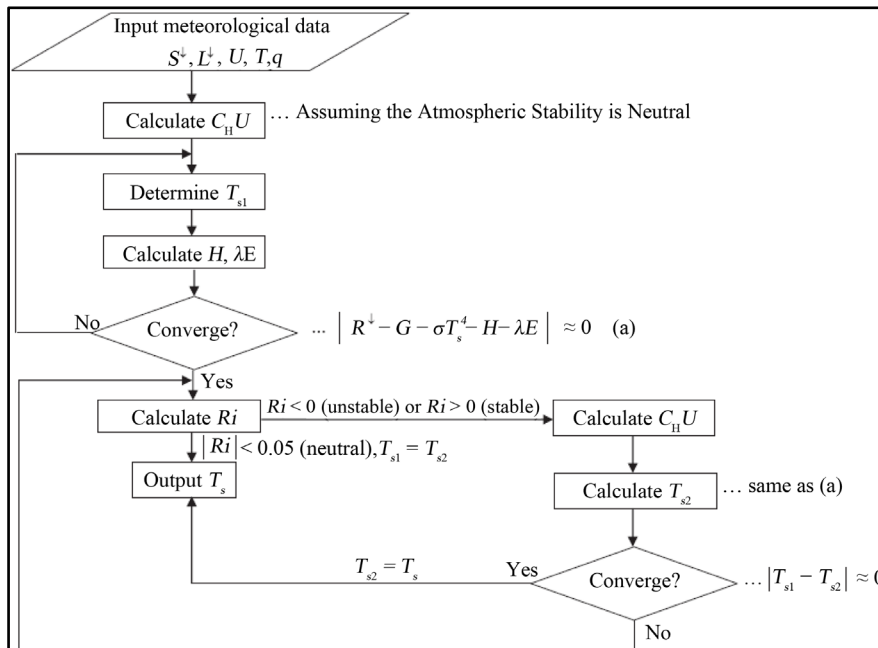 Input meteorological data
S↓, L↓, U, T,q
Calculate C_H U
... Assuming the Atmospheric Stability is Neutral
Determine T_s1
Calculate H, λE
No
Converge?
... | R↓ − G − σT_s^4 − H − λE | ≈ 0 (a)
Yes
Calculate Ri
Ri < 0 (unstable) or Ri > 0 (stable)
Calculate C_H U
|Ri| < 0.05 (neutral), T_s1 = T_s2
Output T_s
Calculate T_s2
... same as (a)
T_s2 = T_s
Yes
Converge?
... |T_s1 − T_s2| ≈ 0
No